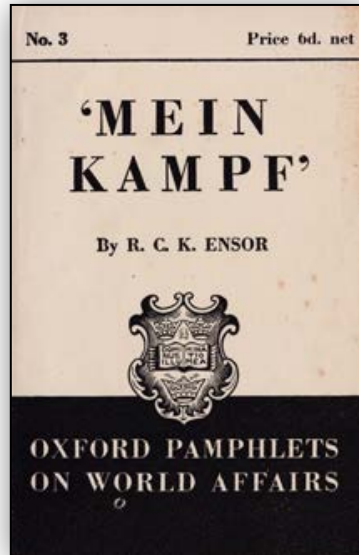 No. 3 Price 6d. net
‘MEIN
KAMPF’
By R. C. K. ENSOR
OXFORD PAMPHLETS
ON WORLD AFFAIRS